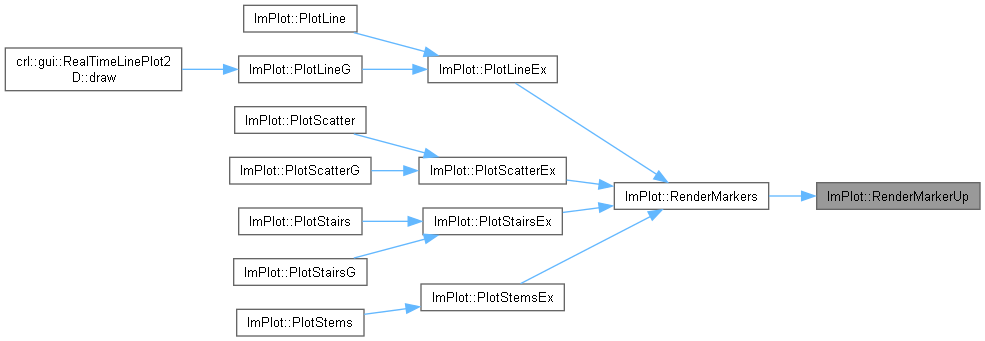 ImPlot::PlotLine
crl::gui::RealTimeLinePlot2
D::draw
ImPlot::PlotLineG
ImPlot::PlotLineEx
ImPlot::PlotScatter
ImPlot::PlotScatterG
ImPlot::PlotScatterEx
ImPlot::RenderMarkers
ImPlot::RenderMarkerUp
ImPlot::PlotStairs
ImPlot::PlotStairsEx
ImPlot::PlotStairsG
ImPlot::PlotStemsEx
ImPlot::PlotStems